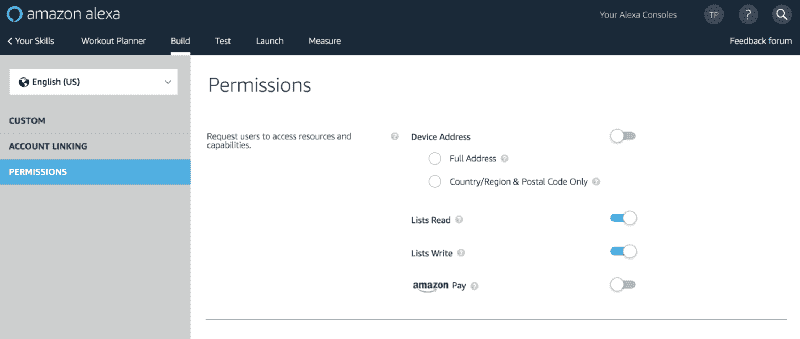 amazon alexa
Your Alexa Consoles TP ?
Your Skills Workout Planner Build Test Launch Measure Feedback forum
English (US)
Permissions
CUSTOM
ACCOUNT LINKING
PERMISSIONS
Request users to access resources and
capabilities. ?
Device Address
Full Address ?
Country/Region & Postal Code Only ?
Lists Read ?
Lists Write ?
amazon Pay ?